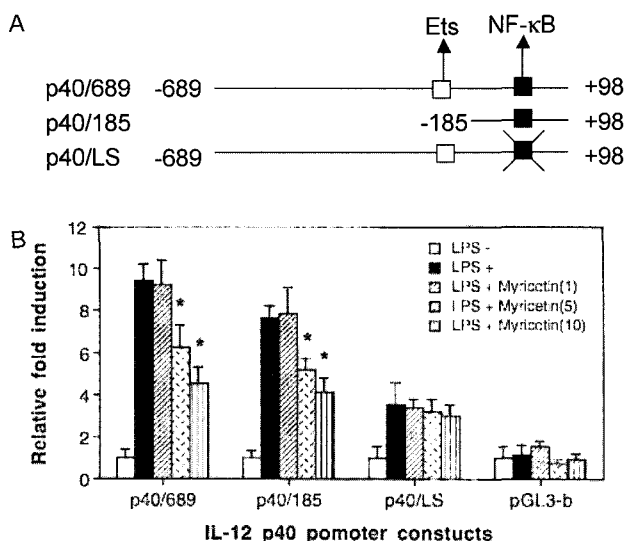 A
Ets NF-κB
p40/689 -689 +98
p40/185 -185 +98
p40/LS -689 +98
B
12
10
8
6
4
2
0
Relative fold induction
LPS -
LPS +
LPS + Myricetin(1)
LPS + Myricetin(5)
LPS + Myricetin(10)
* * * *
p40/689 p40/185 p40/LS pGL3-b
IL-12 p40 pomoter constucts